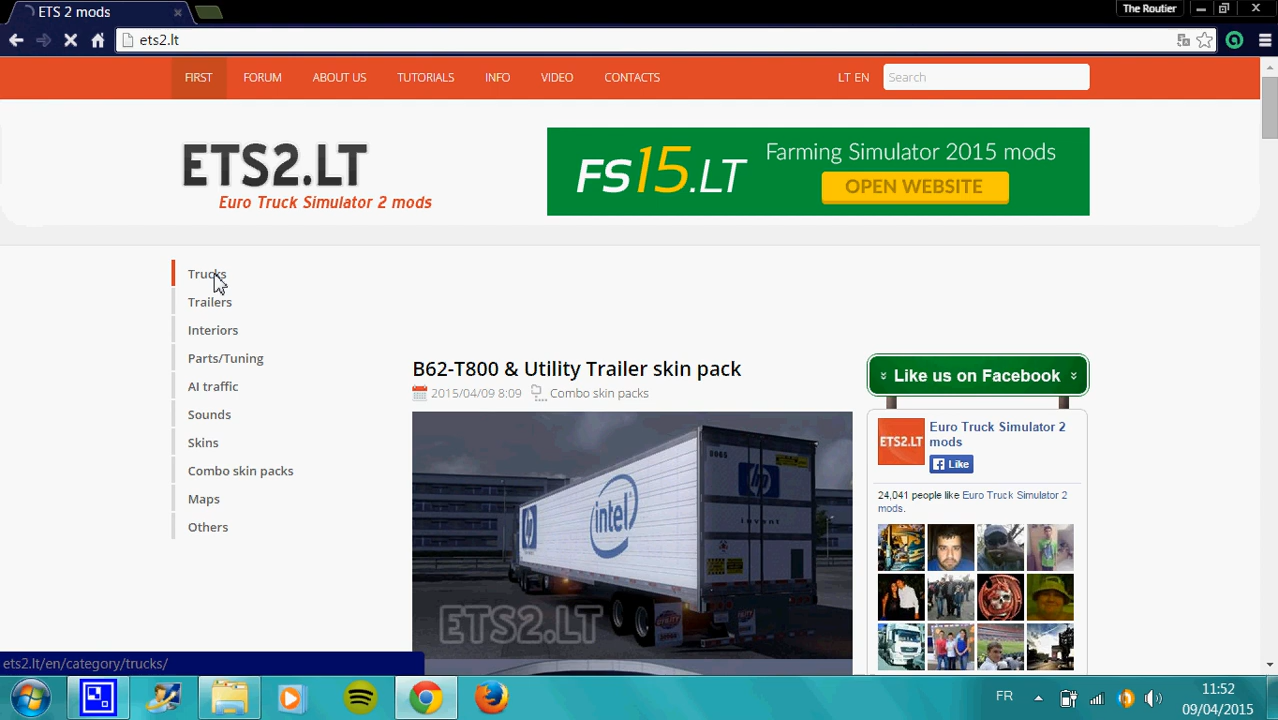 ETS 2 mods
The Routier
ets2.lt
FIRST
FORUM
ABOUT US
TUTORIALS
INFO
VIDEO
CONTACTS
LT EN
Search
ETS2.LT
Euro Truck Simulator 2 mods
FS15.LT
Farming Simulator 2015 mods
OPEN WEBSITE
Trucks
Trailers
Interiors
Parts/Tuning
AI traffic
Sounds
Skins
Combo skin packs
Maps
Others
B62-T800 & Utility Trailer skin pack
2015/04/09 8:09
Combo skin packs
hp
intel
hp
invent
ETS2.LT
Like us on Facebook
ETS2.LT
Euro Truck Simulator 2
mods
Like
24,041 people like Euro Truck Simulator 2
mods.
ets2.lt/en/category/trucks/
FR
11:52
09/04/2015